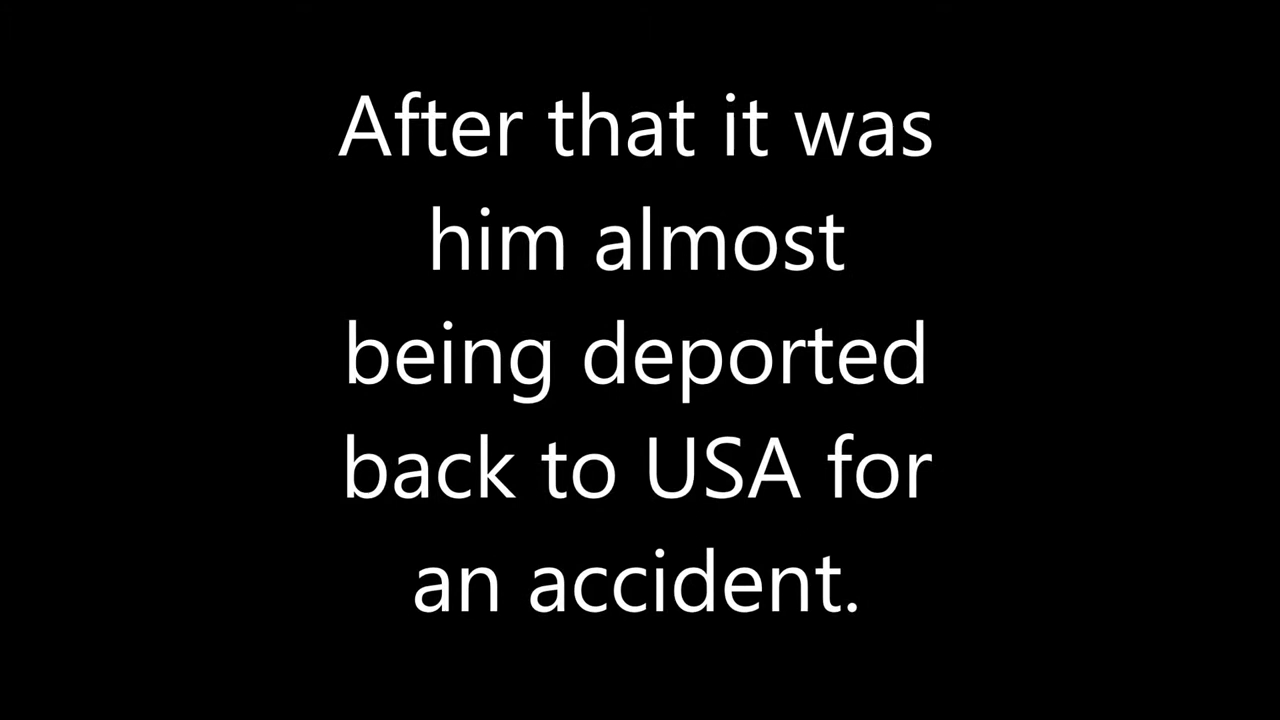 After that it was
him almost
being deported
back to USA for
an accident.